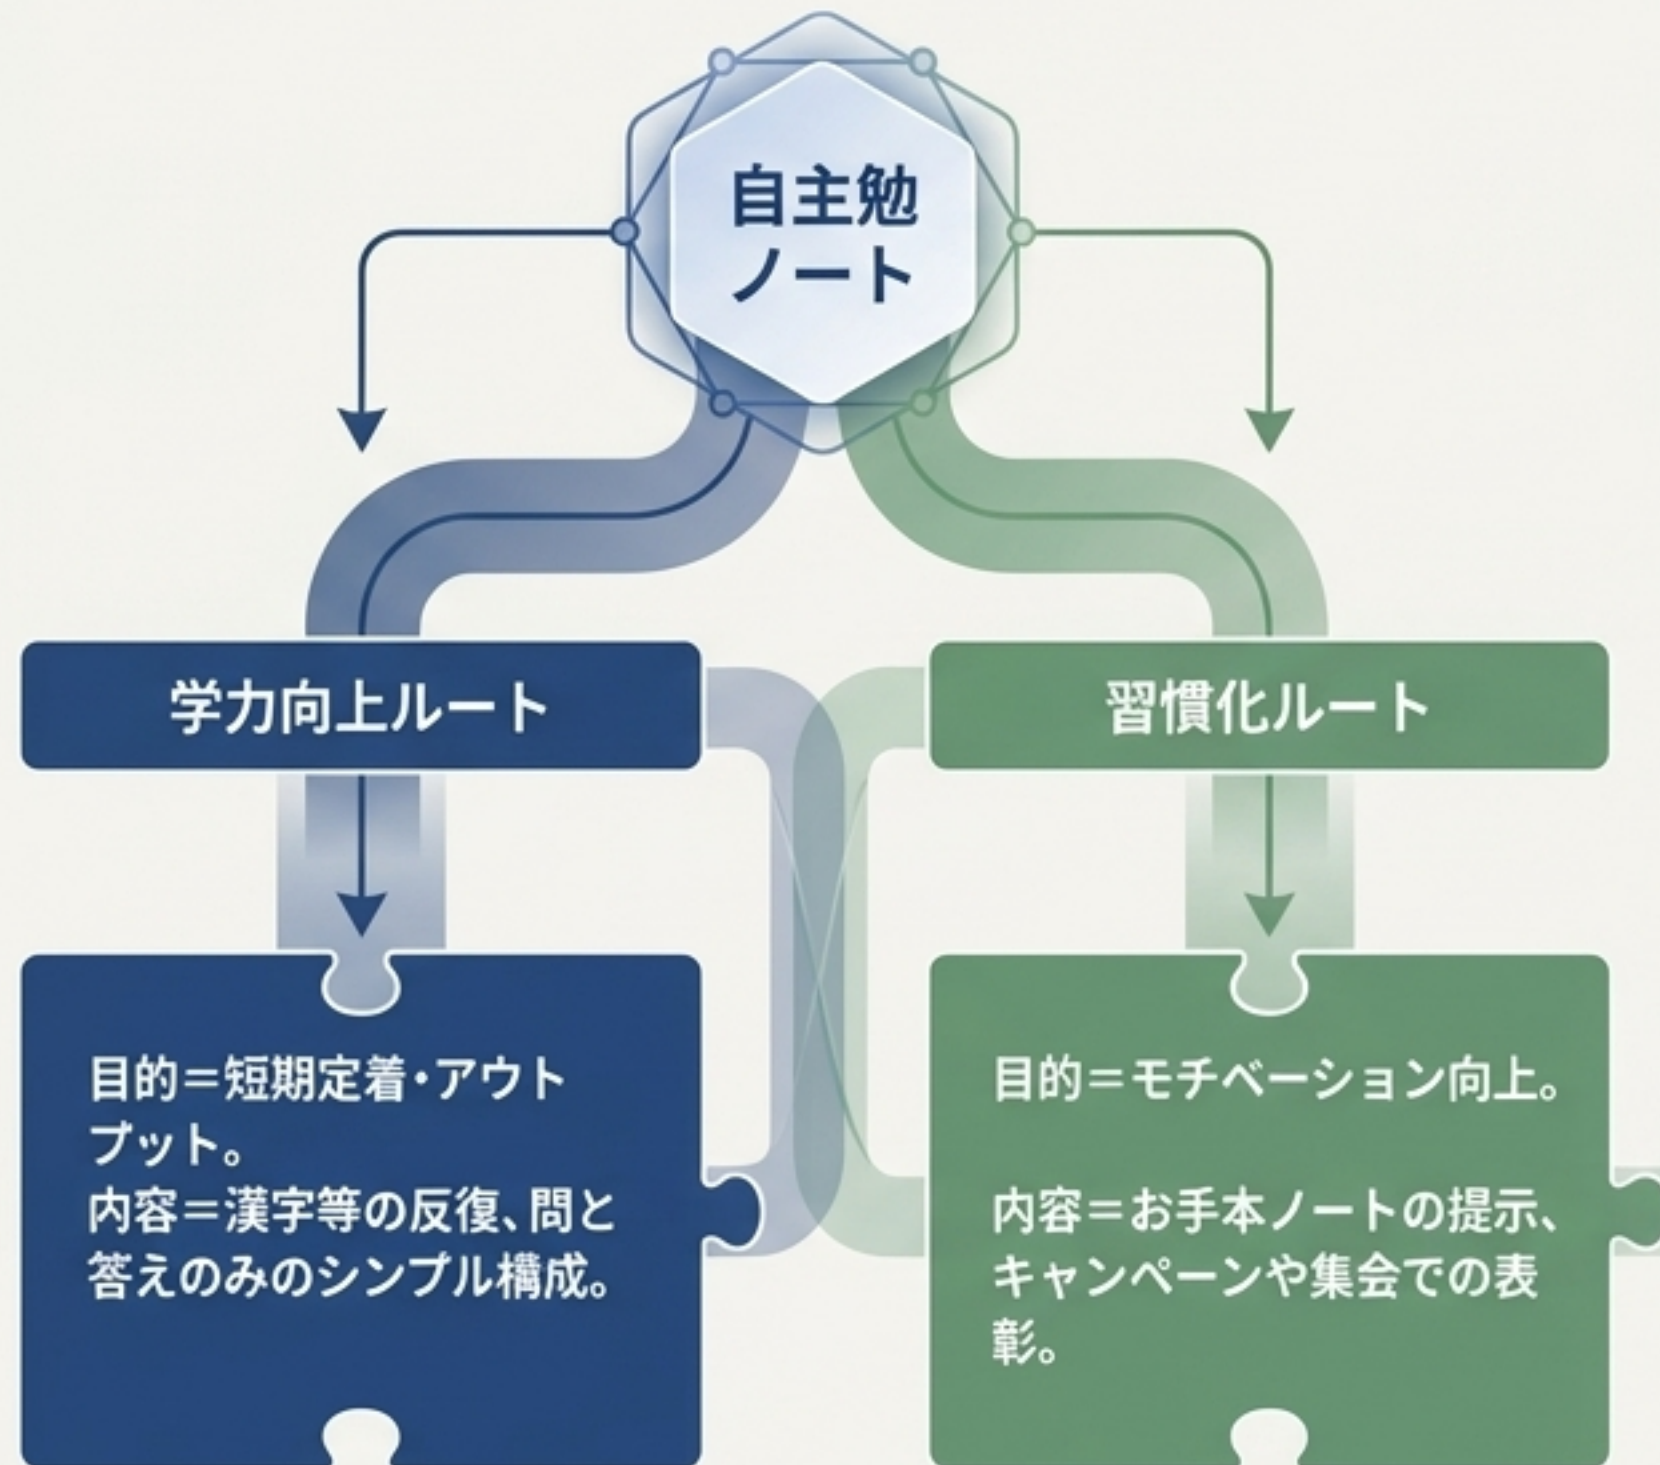 自主勉
ノート
学力向上ルート
習慣化ルート
目的＝短期定着・アウト
プット。
内容＝漢字等の反復、問と
答えのみのシンプル構成。
目的＝モチベーション向上。
内容＝お手本ノートの提示、
キャンペーンや集会での表
彰。